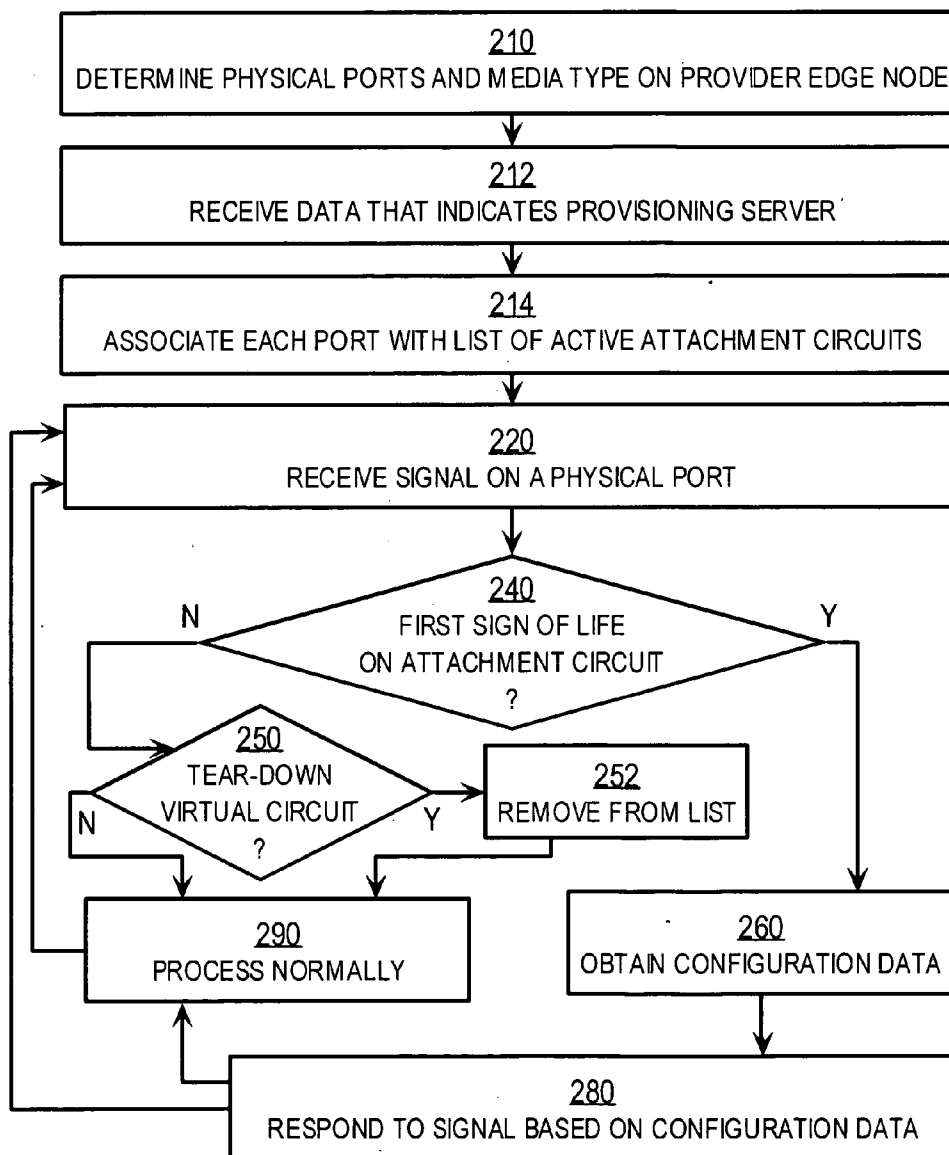 210
DETERMINE PHYSICAL PORTS AND MEDIA TYPE ON PROVIDER EDGE NODE
212
RECEIVE DATA THAT INDICATES PROVISIONING SERVER
214
ASSOCIATE EACH PORT WITH LIST OF ACTIVE ATTACHMENT CIRCUITS
220
RECEIVE SIGNAL ON A PHYSICAL PORT
N
240
Y
FIRST SIGN OF LIFE
ON ATTACHMENT CIRCUIT
?
250
TEAR-DOWN
VIRTUAL CIRCUIT
?
N
Y
252
REMOVE FROM LIST
290
PROCESS NORMALLY
260
OBTAIN CONFIGURATION DATA
280
RESPOND TO SIGNAL BASED ON CONFIGURATION DATA